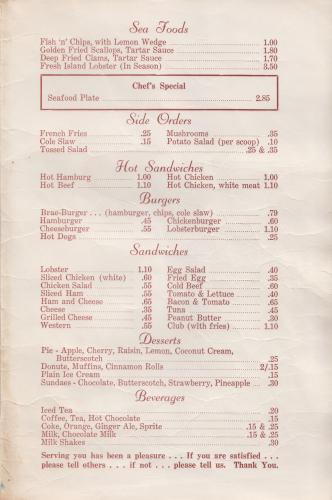 Sea Foods
Fish 'n' Chips, with Lemon Wedge 1.00
Golden Fried Scallops, Tartar Sauce 1.80
Deep Fried Clams, Tartar Sauce 1.70
Fresh Island Lobster (In Season) 3.50
Chef's Special
Seafood Plate 2.85
Side Orders
French Fries .25 Mushrooms .35
Cole Slaw .15 Potato Salad (per scoop) .10
Tossed Salad .25 & .35
Hot Sandwiches
Hot Hamburg 1.00 Hot Chicken 1.00
Hot Beef 1.10 Hot Chicken, white meat 1.10
Burgers
Brae-Burger . . . (hamburger, chips, cole slaw) .79
Hamburger .45 Chickenburger .60
Cheeseburger .55 Lobsterburger 1.10
Hot Dogs .25
Sandwiches
Lobster 1.10 Egg Salad .40
Sliced Chicken (white) .60 Fried Egg .35
Chicken Salad .55 Cold Beef .60
Sliced Ham .55 Tomato & Lettuce .40
Ham and Cheese .65 Bacon & Tomato .65
Cheese .35 Tuna .45
Grilled Cheese .45 Peanut Butter .30
Western .55 Club (with fries) 1.10
Desserts
Pie - Apple, Cherry, Raisin, Lemon, Coconut Cream,
Butterscotch .25
Donuts, Muffins, Cinnamon Rolls 2/.15
Plain Ice Cream .15
Sundaes - Chocolate, Butterscotch, Strawberry, Pineapple .30
Beverages
Iced Tea .20
Coffee, Tea, Hot Chocolate .15
Coke, Orange, Ginger Ale, Sprite .15 & .25
Milk, Chocolate Milk .15 & .25
Milk Shakes .30
Serving you has been a pleasure . . . If you are satisfied . . .
please tell others . . . if not . . . please tell us. Thank You.